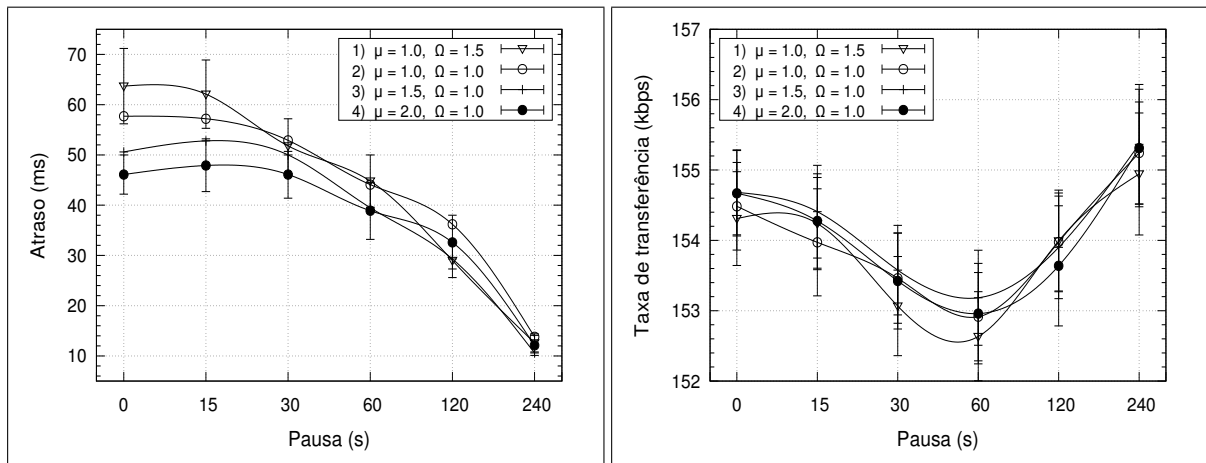 70
60
50
40
30
20
10
Atraso (ms)
1) μ = 1.0, Ω = 1.5
2) μ = 1.0, Ω = 1.0
3) μ = 1.5, Ω = 1.0
4) μ = 2.0, Ω = 1.0
0 15 30 60 120 240
Pausa (s)
157
156
155
154
153
152
Taxa de transferência (kbps)
1) μ = 1.0, Ω = 1.5
2) μ = 1.0, Ω = 1.0
3) μ = 1.5, Ω = 1.0
4) μ = 2.0, Ω = 1.0
0 15 30 60 120 240
Pausa (s)